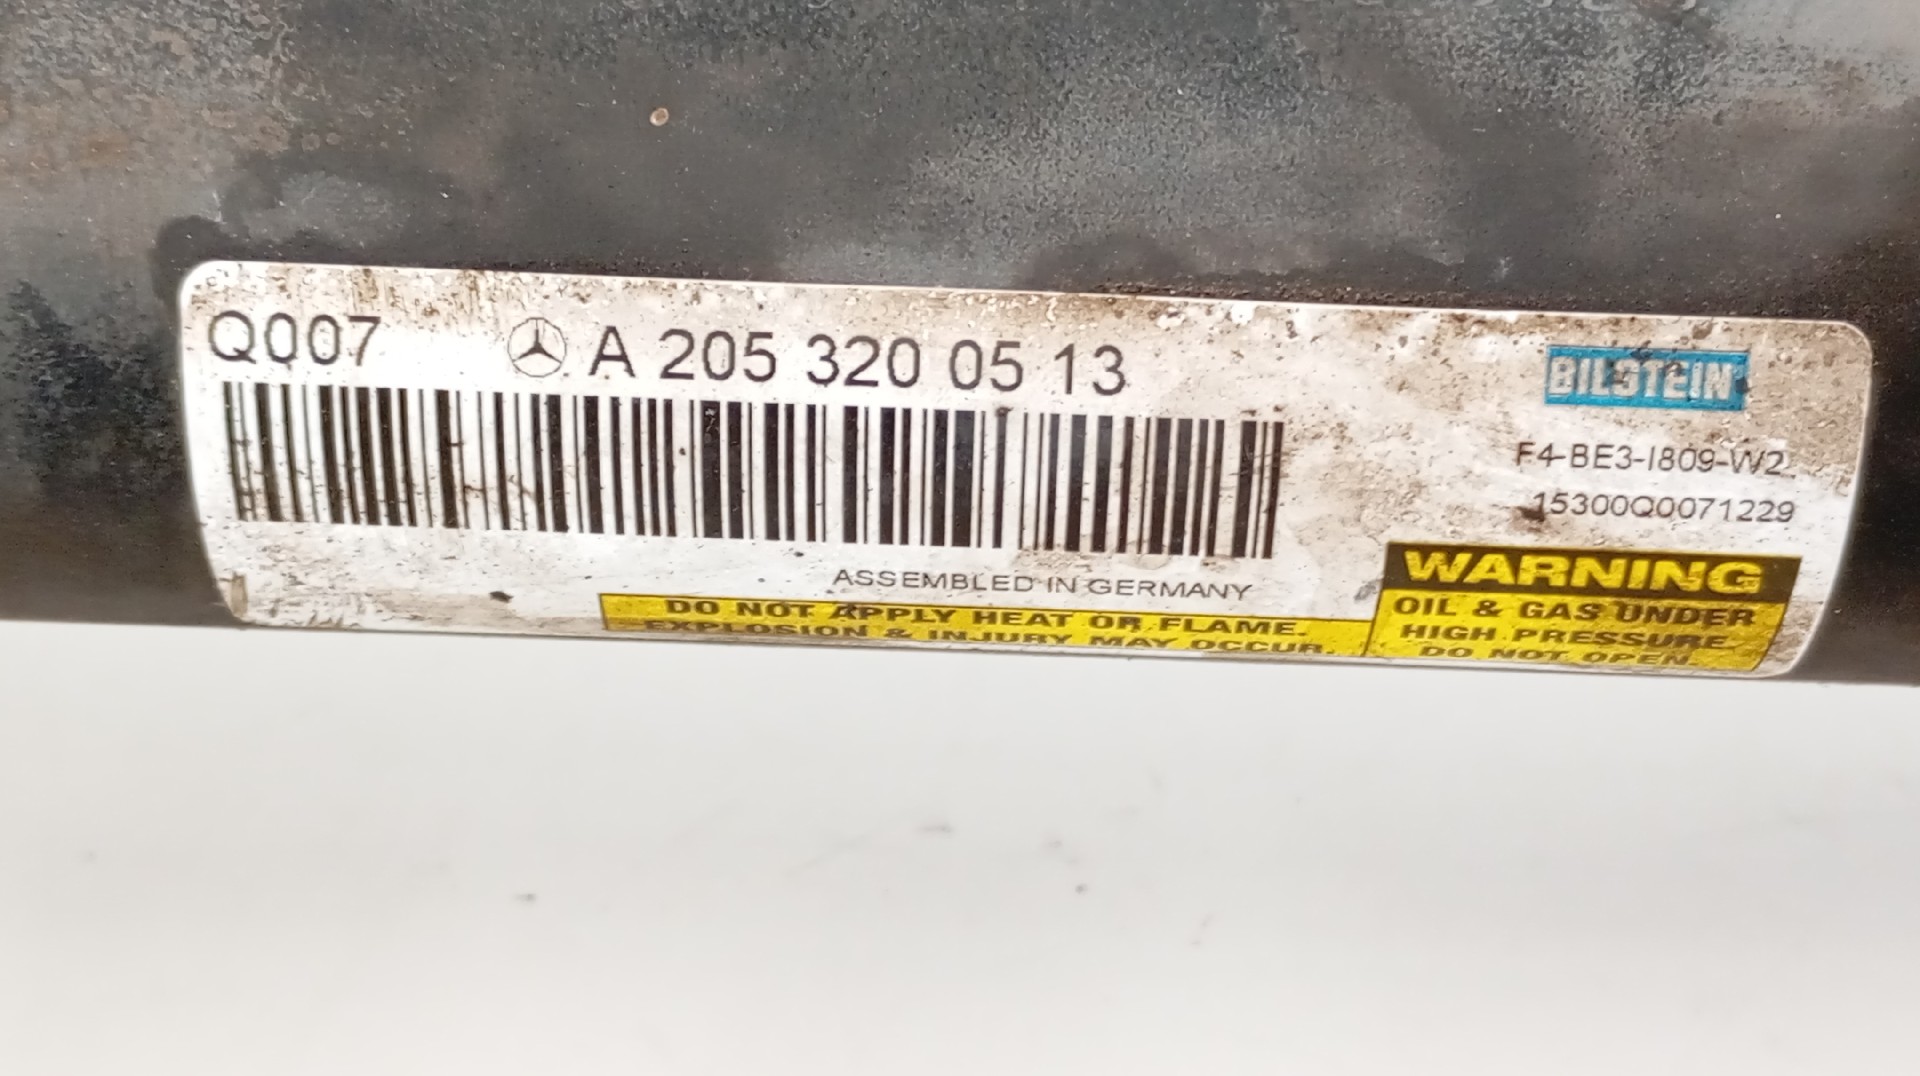 Q007 A 205 320 05 13
BILSTEIN
F4-BE3-I809-W2
15300Q0071229
ASSEMBLED IN GERMANY
DO NOT APPLY HEAT OR FLAME.
EXPLOSION & INJURY MAY OCCUR.
WARNING
OIL & GAS UNDER
HIGH PRESSURE
DO NOT OPEN.